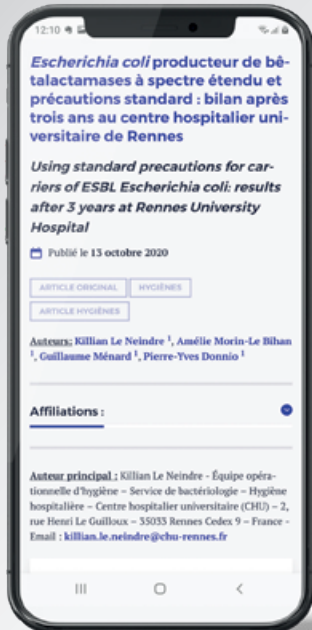 12:10
Escherichia coli producteur de bê-
talactamases à spectre étendu et
précautions standard : bilan après
trois ans au centre hospitalier uni-
versitaire de Rennes
Using standard precautions for car-
riers of ESBL Escherichia coli: results
after 3 years at Rennes University
Hospital
Publié le 13 octobre 2020
ARTICLE ORIGINAL HYGIÈNES
ARTICLE HYGIÈNES
Auteurs: Killian Le Neindre 1, Amélie Morin-Le Bihan
1, Guillaume Ménard 1, Pierre-Yves Donnio 1
Affiliations :
Auteur principal : Killian Le Neindre - Équipe opéra-
tionnelle d'hygiène – Service de bactériologie – Hygiène
hospitalière – Centre hospitalier universitaire (CHU) – 2,
rue Henri Le Guilloux – 35033 Rennes Cedex 9 – France -
Email : killian.le.neindre@chu-rennes.fr